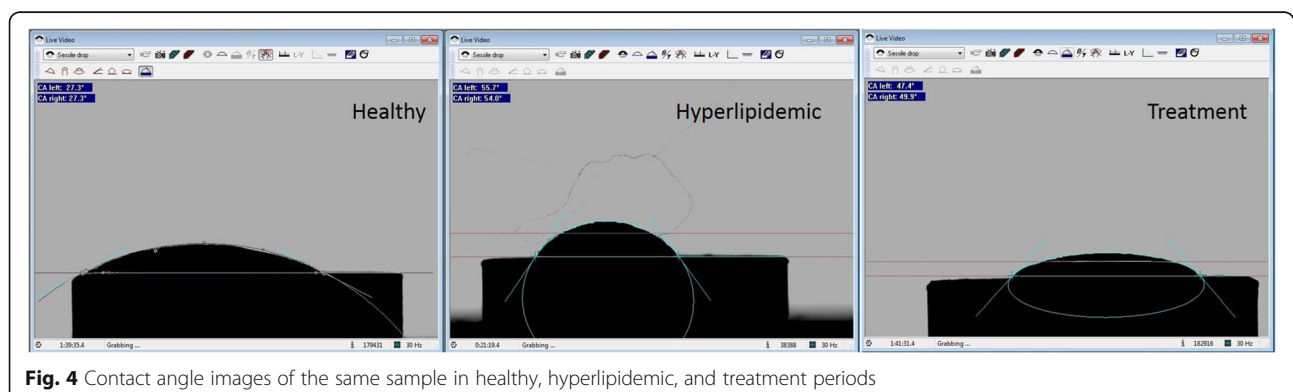 Live Video
Sessile drop
L-Y
CA left: 27.3°
CA right: 27.3°
Healthy
1:39:35.4 Grabbing ... 179431 30 Hz
Live Video
Sessile drop
L-Y
CA left: 55.7°
CA right: 54.0°
Hyperlipidemic
0:21:19.4 Grabbing ... 38388 30 Hz
Live Video
Sessile drop
L-Y
CA left: 47.4°
CA right: 49.9°
Treatment
1:41:31.4 Grabbing ... 182916 30 Hz
Fig. 4 Contact angle images of the same sample in healthy, hyperlipidemic, and treatment periods